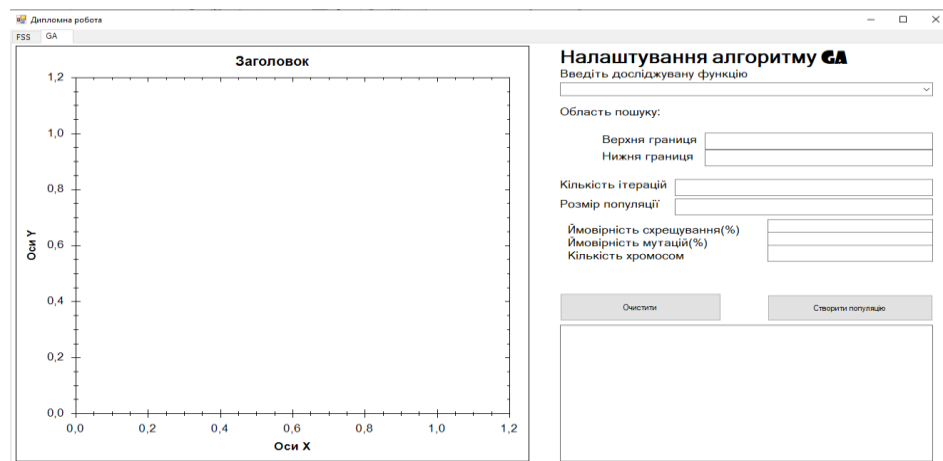 Дипломна робота
FSS GA
Заголовок
1,2
1,0
0,8
0,6
0,4
0,2
0,0
Оси Y
0,0 0,2 0,4 0,6 0,8 1,0 1,2
Оси X
Налаштування алгоритму GA
Введіть досліджувану функцію
Область пошуку:
Верхня границя
Нижня границя
Кількість ітерацій
Розмір популяції
Ймовірність схрещування(%)
Ймовірність мутацій(%)
Кількість хромосом
Очистити Створити популяцію